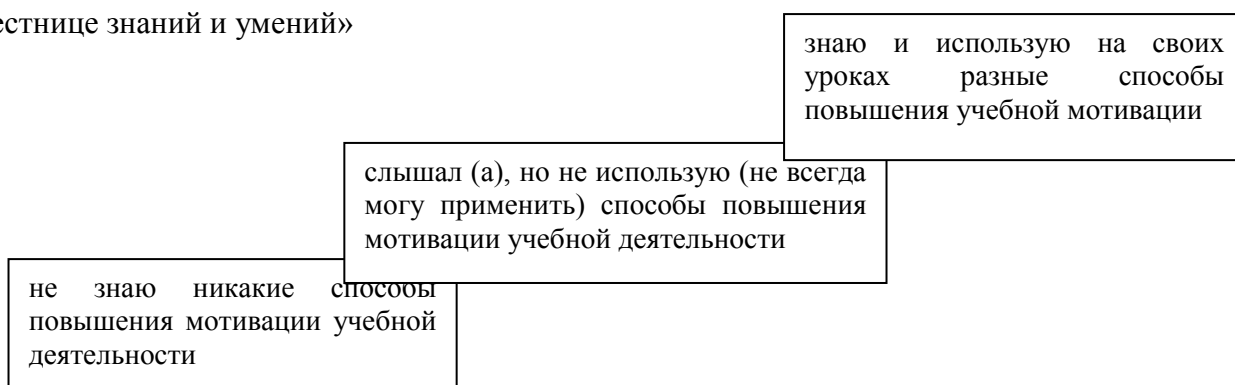 естнице знаний и умений»
знаю и использую на своих
уроках разные способы
повышения учебной мотивации
слышал (а), но не использую (не всегда
могу применить) способы повышения
мотивации учебной деятельности
не знаю никакие способы
повышения мотивации учебной
деятельности